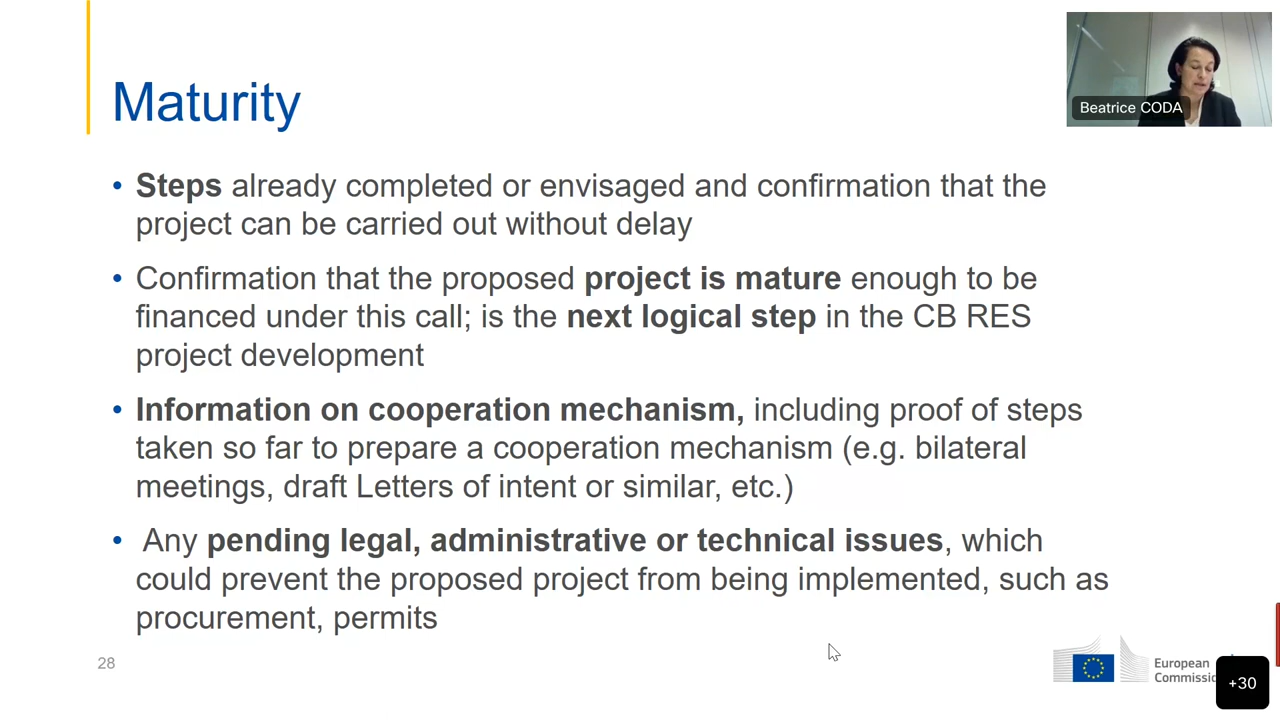 Maturity
Beatrice CODA
• Steps already completed or envisaged and confirmation that the
project can be carried out without delay
• Confirmation that the proposed project is mature enough to be
financed under this call; is the next logical step in the CB RES
project development
• Information on cooperation mechanism, including proof of steps
taken so far to prepare a cooperation mechanism (e.g. bilateral
meetings, draft Letters of intent or similar, etc.)
• Any pending legal, administrative or technical issues, which
could prevent the proposed project from being implemented, such as
procurement, permits
28
European
Commissi
+30